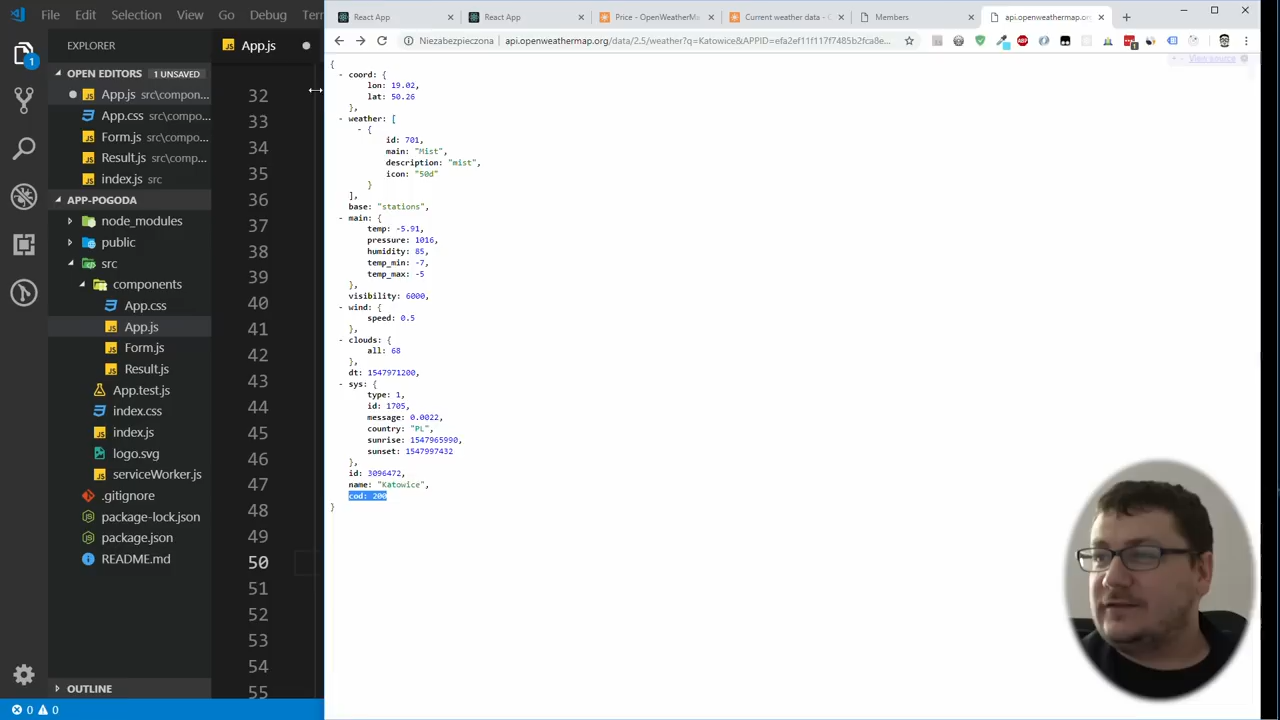 File Edit Selection View Go Debug
EXPLORER
OPEN EDITORS 1 UNSAVED
App.js src\compon...
App.css src\compo...
Form.js src\comp...
Result.js src\comp...
index.js src
APP-POGODA
node_modules
public
src
components
App.css
App.js
Form.js
Result.js
App.test.js
index.css
index.js
logo.svg
serviceWorker.js
.gitignore
package-lock.json
package.json
README.md
OUTLINE
0 0
1
App.js
32
33
34
35
36
37
38
39
40
41
42
43
44
45
46
47
48
49
50
51
52
53
54
55
React App
React App
Price - OpenWeatherMa
Current weather data - O
Members
api.openweathermap.org/
Niezabezpieczona api.openweathermap.org/data/2.5/weather?q=Katowice&APPID=efa2ef11f117f7485b2fca8e...
View source
{
- coord: {
lon: 19.02,
lat: 50.26
},
- weather: [
- {
id: 701,
main: "Mist",
description: "mist",
icon: "50d"
}
],
base: "stations",
- main: {
temp: -5.91,
pressure: 1016,
humidity: 85,
temp_min: -7,
temp_max: -5
},
visibility: 6000,
- wind: {
speed: 0.5
},
- clouds: {
all: 68
},
dt: 1547971200,
- sys: {
type: 1,
id: 1705,
message: 0.0022,
country: "PL",
sunrise: 1547965990,
sunset: 1547997432
},
id: 3096472,
name: "Katowice",
cod: 200
}